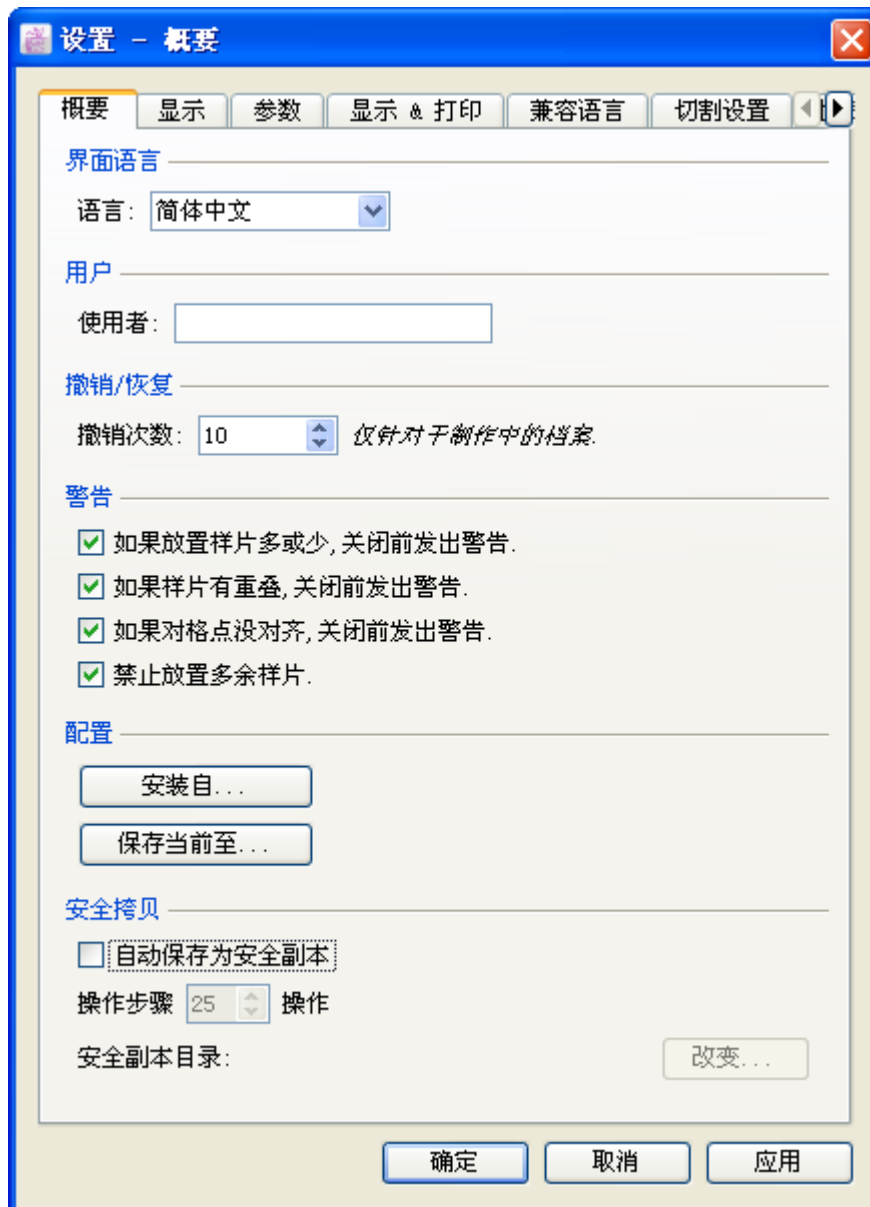 设置 - 概要
概要 显示 参数 显示 & 打印 兼容语言 切割设置
界面语言
语言: 简体中文
用户
使用者:
撤销/恢复
撤销次数: 10 仅针对于制作中的档案.
警告
如果放置样片多或少, 关闭前发出警告.
如果样片有重叠, 关闭前发出警告.
如果对格点没对齐, 关闭前发出警告.
禁止放置多余样片.
配置
安装自...
保存当前至...
安全挎贝
自动保存为安全副本
操作步骤 25 操作
安全副本目录: 改变...
确定 取消 应用